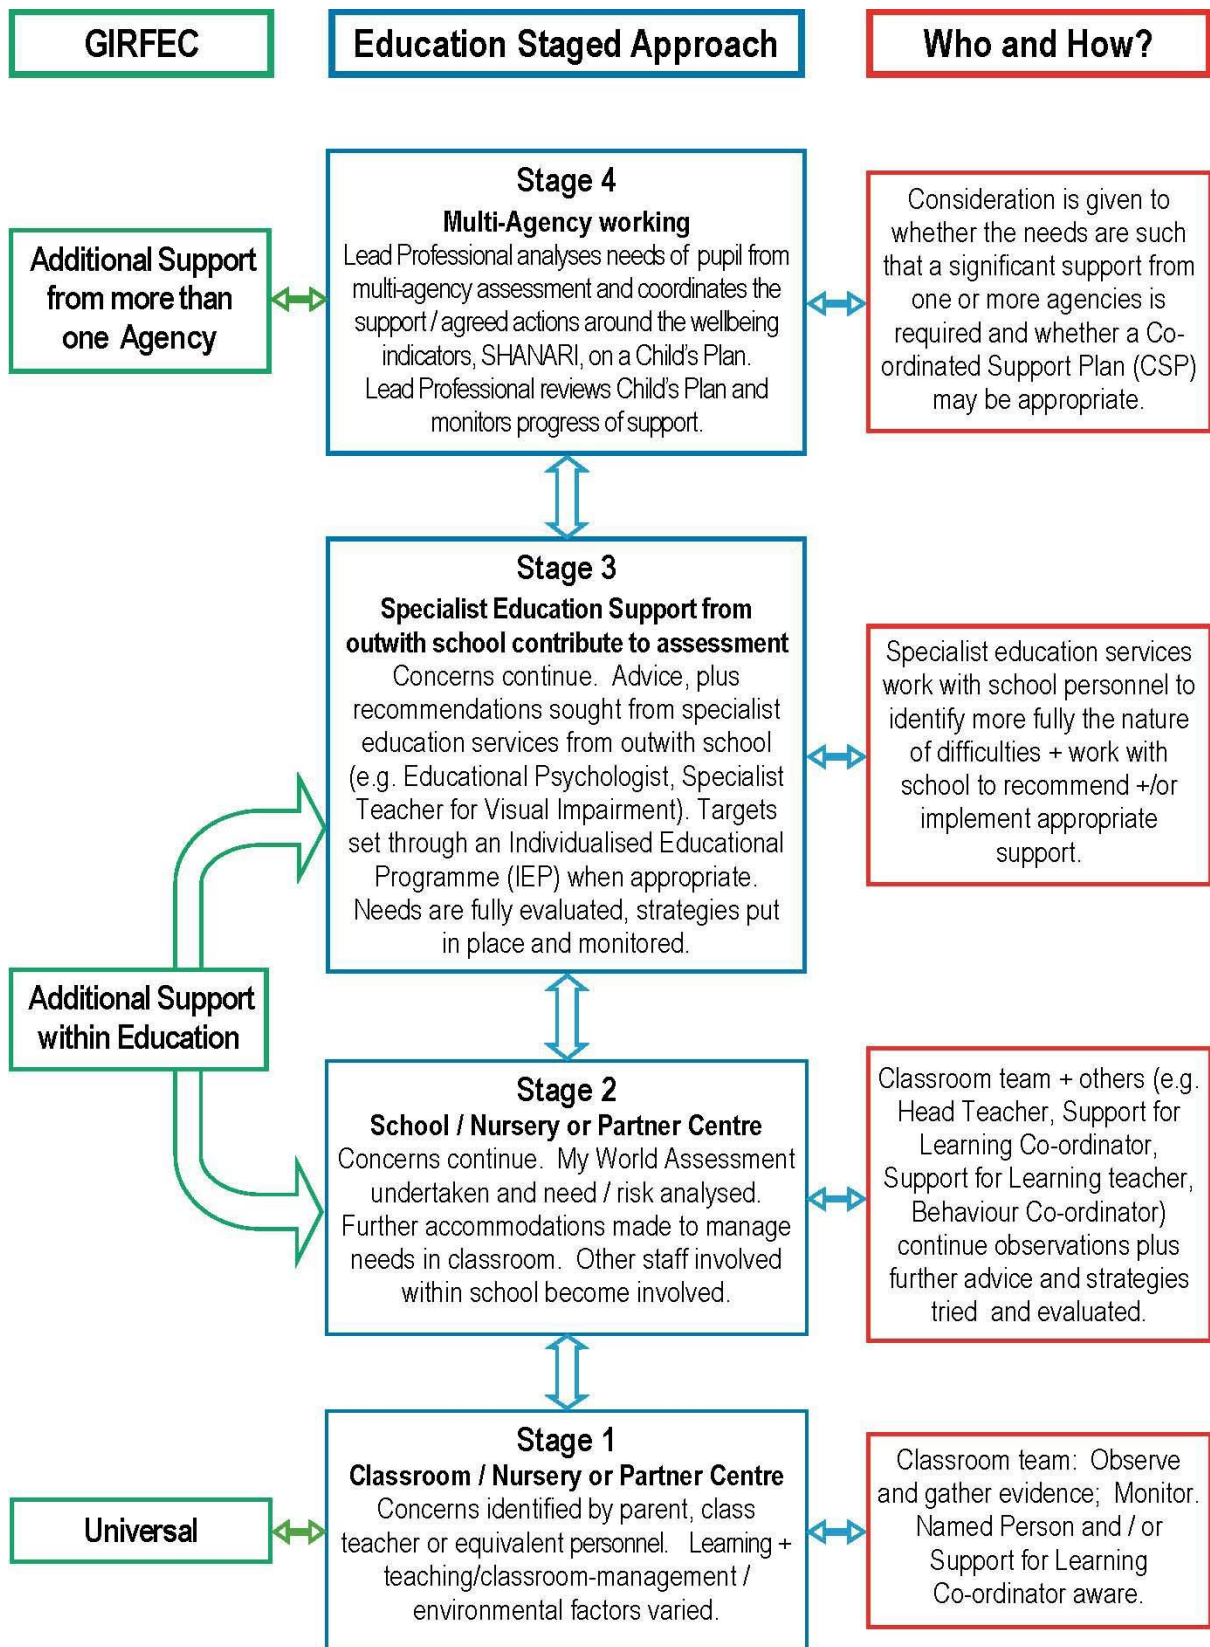 GIRFEC
Education Staged Approach
Who and How?
Additional Support
from more than
one Agency
Stage 4
Multi-Agency working
Lead Professional analyses needs of pupil from
multi-agency assessment and coordinates the
support / agreed actions around the wellbeing
indicators, SHANARI, on a Child's Plan.
Lead Professional reviews Child's Plan and
monitors progress of support.
Consideration is given to
whether the needs are such
that a significant support from
one or more agencies is
required and whether a Co-
ordinated Support Plan (CSP)
may be appropriate.
Stage 3
Specialist Education Support from
outwith school contribute to assessment
Concerns continue. Advice, plus
recommendations sought from specialist
education services from outwith school
(e.g. Educational Psychologist, Specialist
Teacher for Visual Impairment). Targets
set through an Individualised Educational
Programme (IEP) when appropriate.
Needs are fully evaluated, strategies put
in place and monitored.
Specialist education services
work with school personnel to
identify more fully the nature
of difficulties + work with
school to recommend +/or
implement appropriate
support.
Additional Support
within Education
Stage 2
School / Nursery or Partner Centre
Concerns continue. My World Assessment
undertaken and need / risk analysed.
Further accommodations made to manage
needs in classroom. Other staff involved
within school become involved.
Classroom team + others (e.g.
Head Teacher, Support for
Learning Co-ordinator,
Support for Learning teacher,
Behaviour Co-ordinator)
continue observations plus
further advice and strategies
tried and evaluated.
Universal
Stage 1
Classroom / Nursery or Partner Centre
Concerns identified by parent, class
teacher or equivalent personnel. Learning +
teaching/classroom-management /
environmental factors varied.
Classroom team: Observe
and gather evidence; Monitor.
Named Person and / or
Support for Learning
Co-ordinator aware.